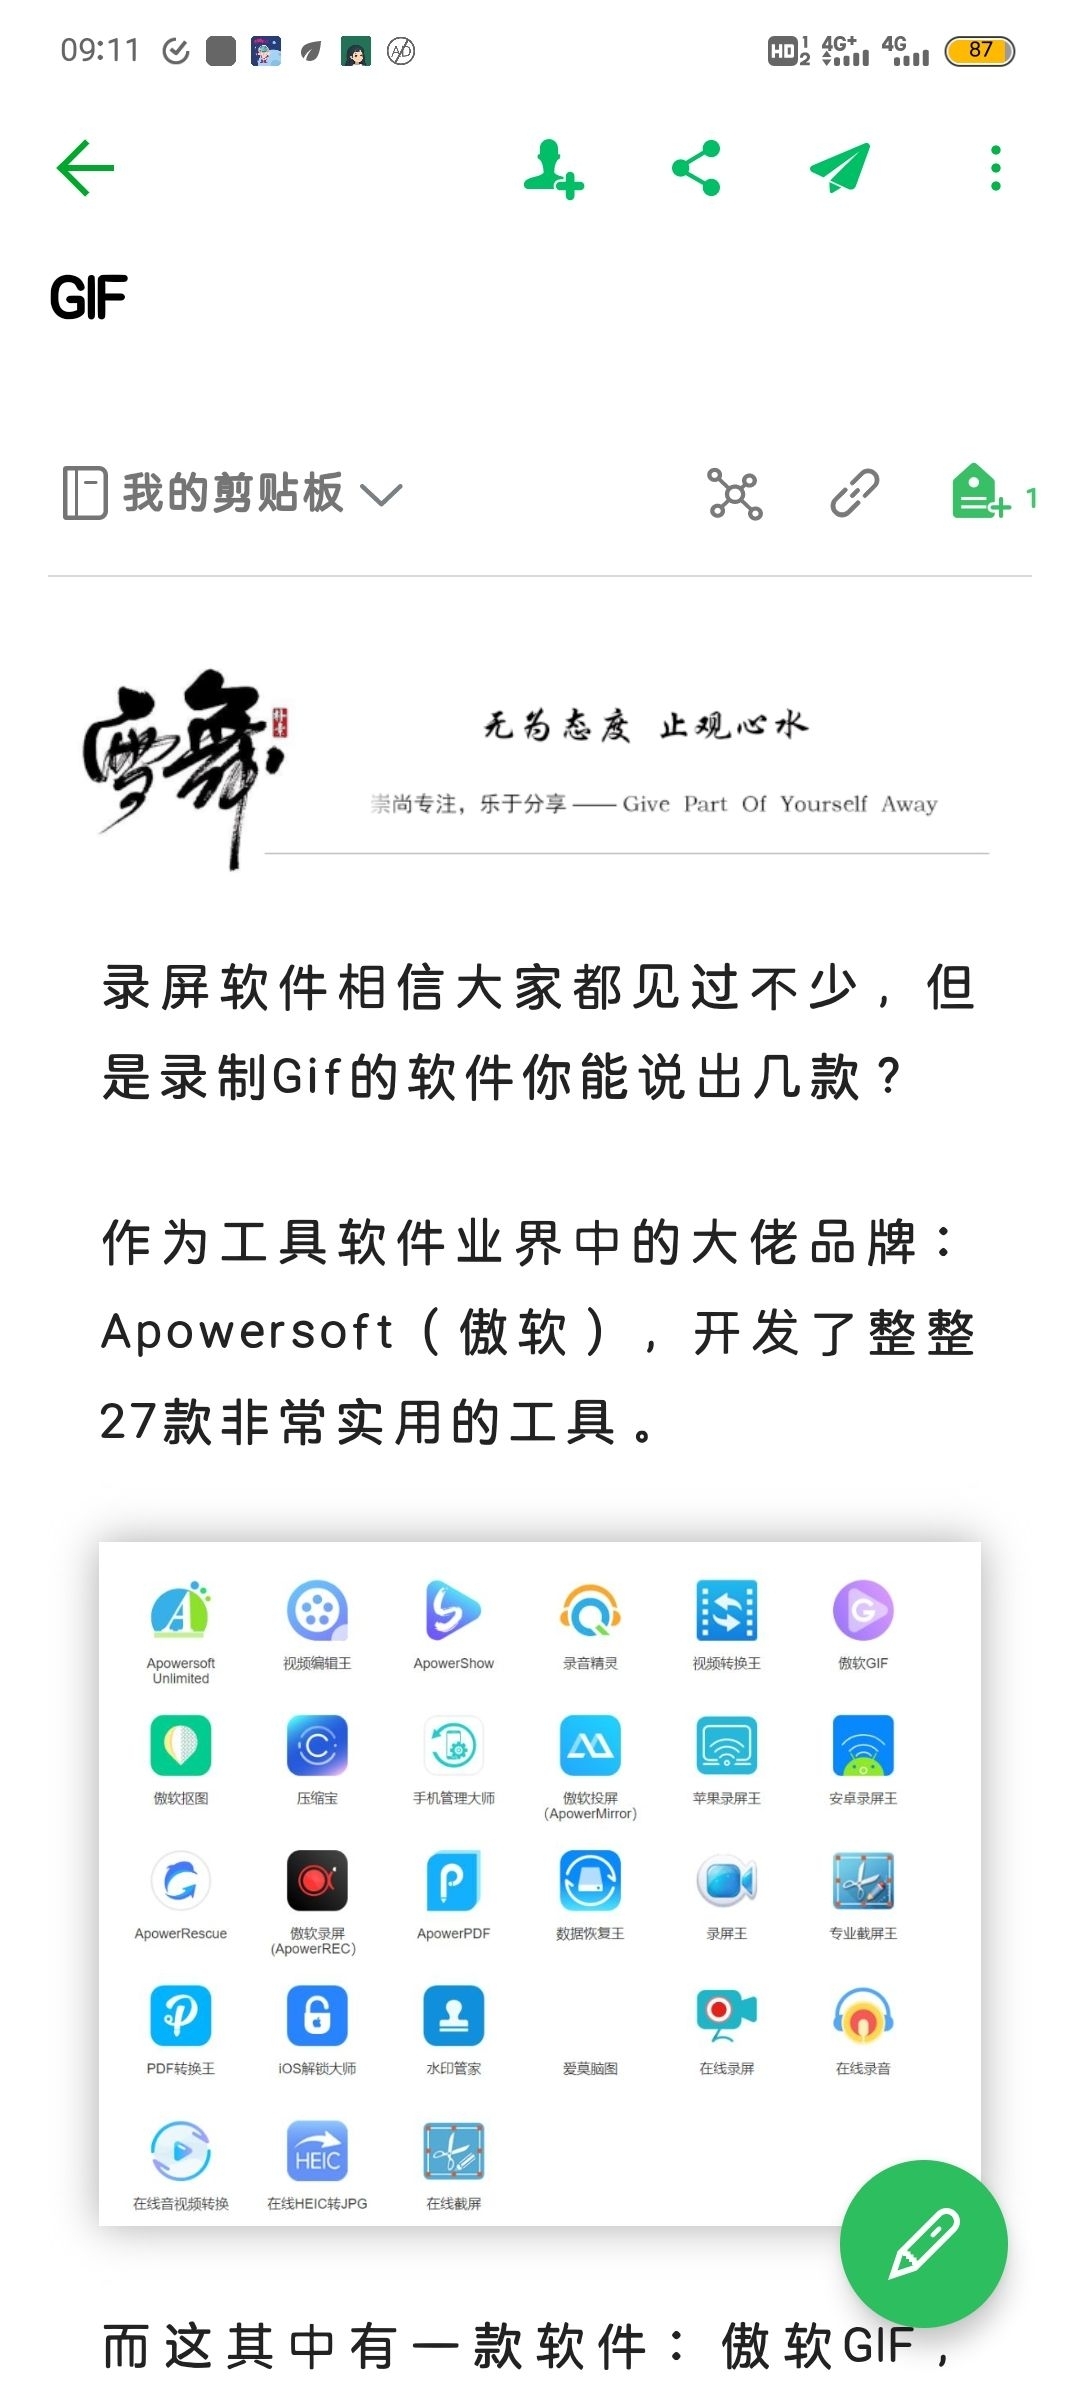 09:11
HD 1 2 4G+ 4G 87
GIF
我的剪贴板
1
雪舞
无为态度 止观心水
崇尚专注，乐于分享 —— Give Part Of Yourself Away
录屏软件相信大家都见过不少，但
是录制Gif的软件你能说出几款？
作为工具软件业界中的大佬品牌：
Apowersoft（傲软），开发了整整
27款非常实用的工具。
Apowersoft Unlimited 视频编辑王 ApowerShow 录音精灵 视频转换王 傲软GIF
傲软抠图 压缩宝 手机管理大师 傲软投屏 (ApowerMirror) 苹果录屏王 安卓录屏王
ApowerRescue 傲软录屏 (ApowerREC) ApowerPDF 数据恢复王 录屏王 专业截屏王
PDF转换王 iOS解锁大师 水印管家 爱莫脑图 在线录屏 在线录音
HEIC
在线音视频转换 在线HEIC转JPG 在线截屏
而这其中有一款软件：傲软GIF，